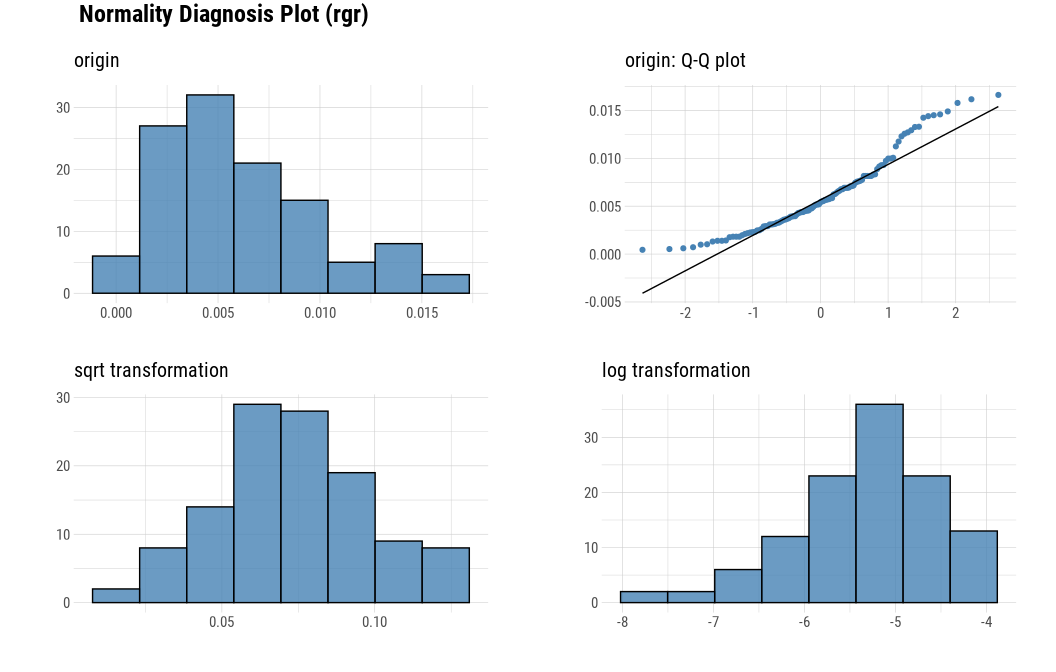 Normality Diagnosis Plot (rgr)
origin
30
20
10
0
0.000 0.005 0.010 0.015
origin: Q-Q plot
0.015
0.010
0.005
0.000
-0.005
-2 -1 0 1 2
sqrt transformation
30
20
10
0
0.05 0.10
log transformation
30
20
10
0
-8 -7 -6 -5 -4